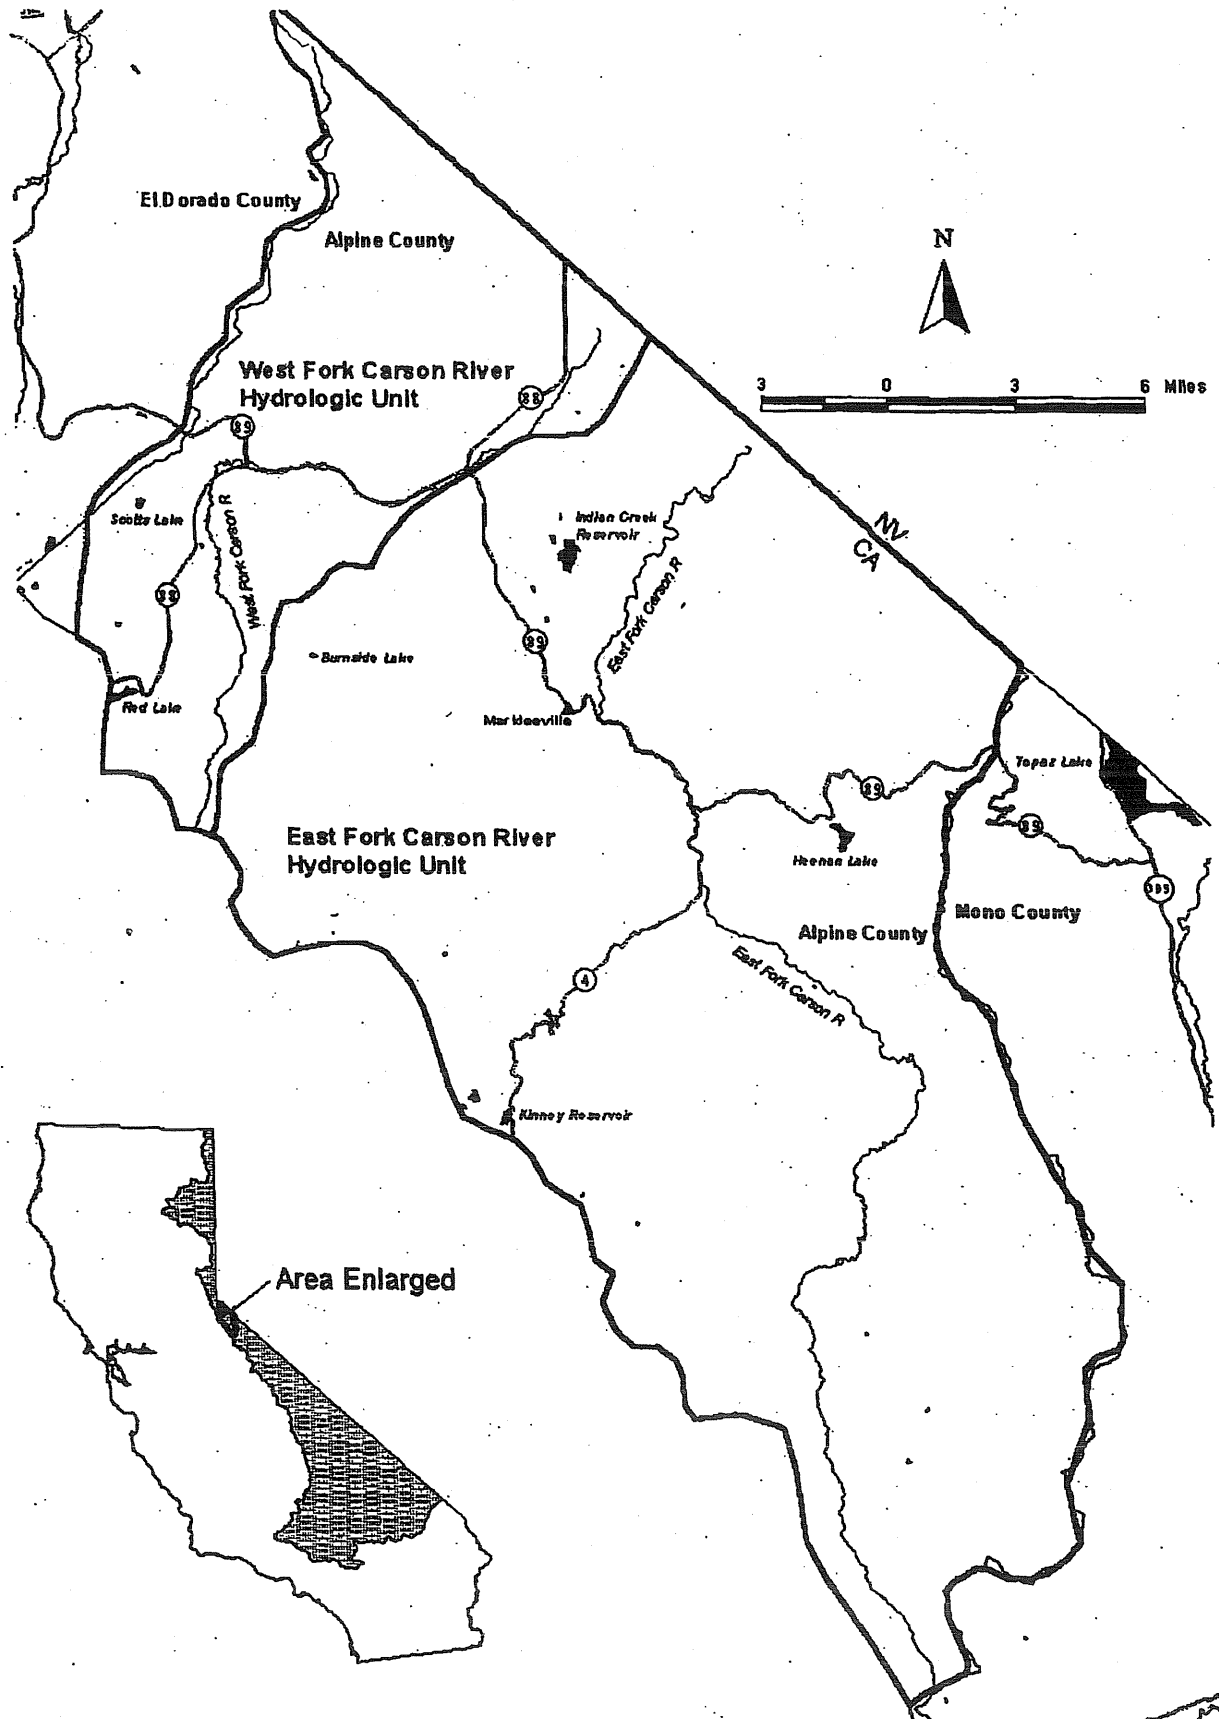 El Dorado County
Alpine County
N
West Fork Carson River
Hydrologic Unit
3 0 3 6 Miles
88
89
Scotts Lake
West Fork Carson R
Indian Creek
Reservoir
NV
CA
88
East Fork Carson R
89
Burnside Lake
Red Lake
Markleeville
Topaz Lake
89
89
East Fork Carson River
Hydrologic Unit
Heenan Lake
395
Mono County
Alpine County
East Fork Carson R
4
Kinney Reservoir
Area Enlarged